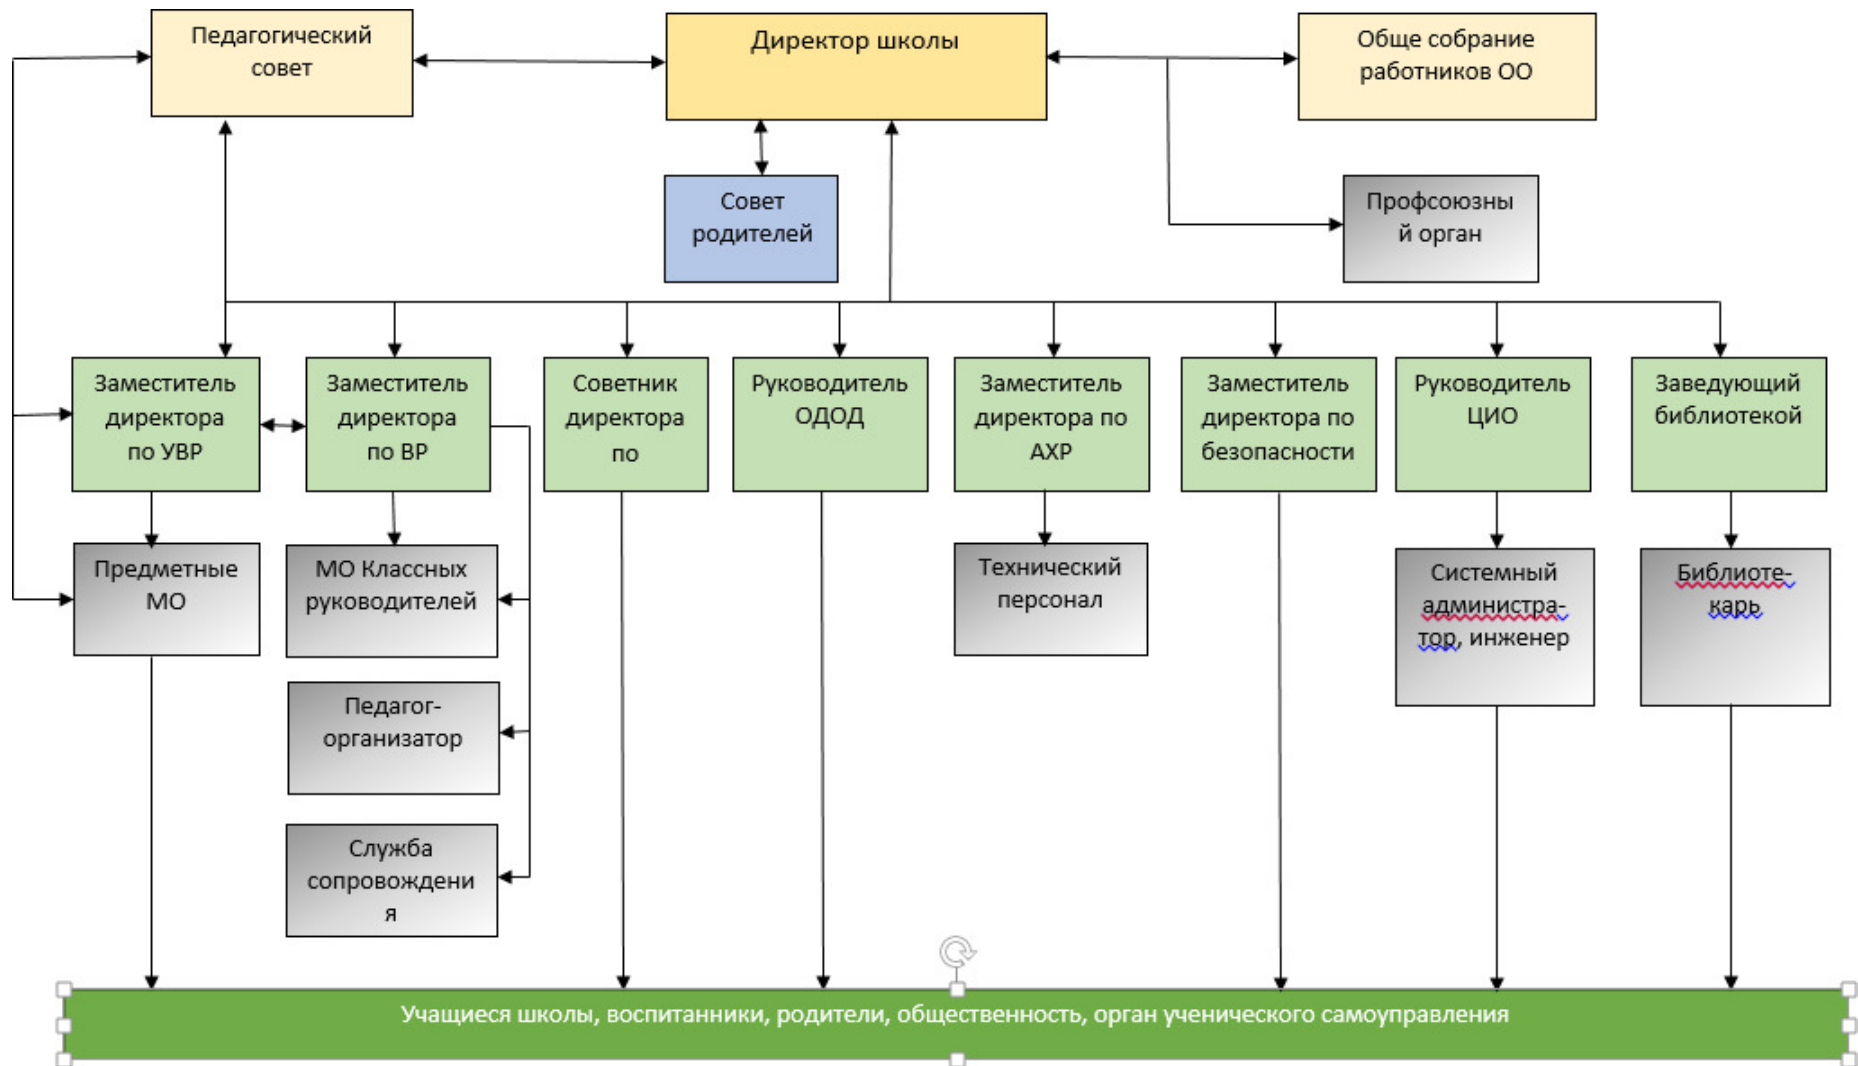 Педагогический
совет
Директор школы
Обще собрание
работников ОО
Совет
родителей
Профсоюзны
й орган
Заместитель
директора
по УВР
Заместитель
директора
по ВР
Советник
директора
по
Руководитель
ОДОД
Заместитель
директора по
АХР
Заместитель
директора по
безопасности
Руководитель
ЦИО
Заведующий
библиотекой
Предметные
МО
МО Классных
руководителей
Технический
персонал
Системный
администра-
тор, инженер
Библиоте-
карь
Педагог-
организатор
Служба
сопровождени
я
Учащиеся школы, воспитанники, родители, общественность, орган ученического самоуправления